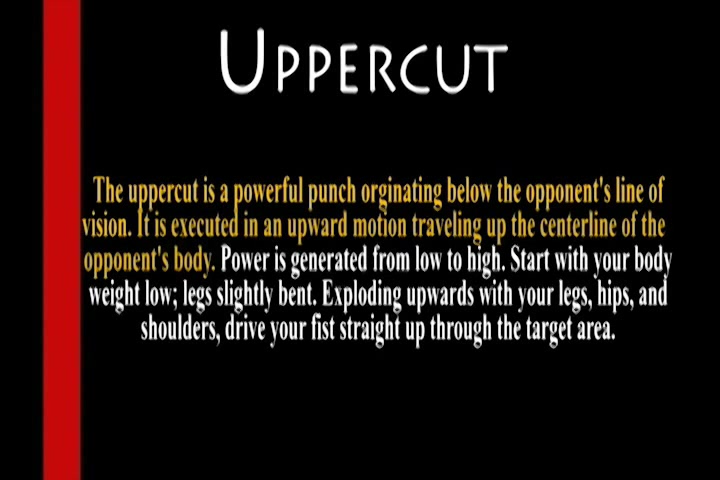 UPPERCUT
The uppercut is a powerful punch orginating below the opponent's line of
vision. It is executed in an upward motion traveling up the centerline of the
opponent's body. Power is generated from low to high. Start with your body
weight low; legs slightly bent. Exploding upwards with your legs, hips, and
shoulders, drive your fist straight up through the target area.